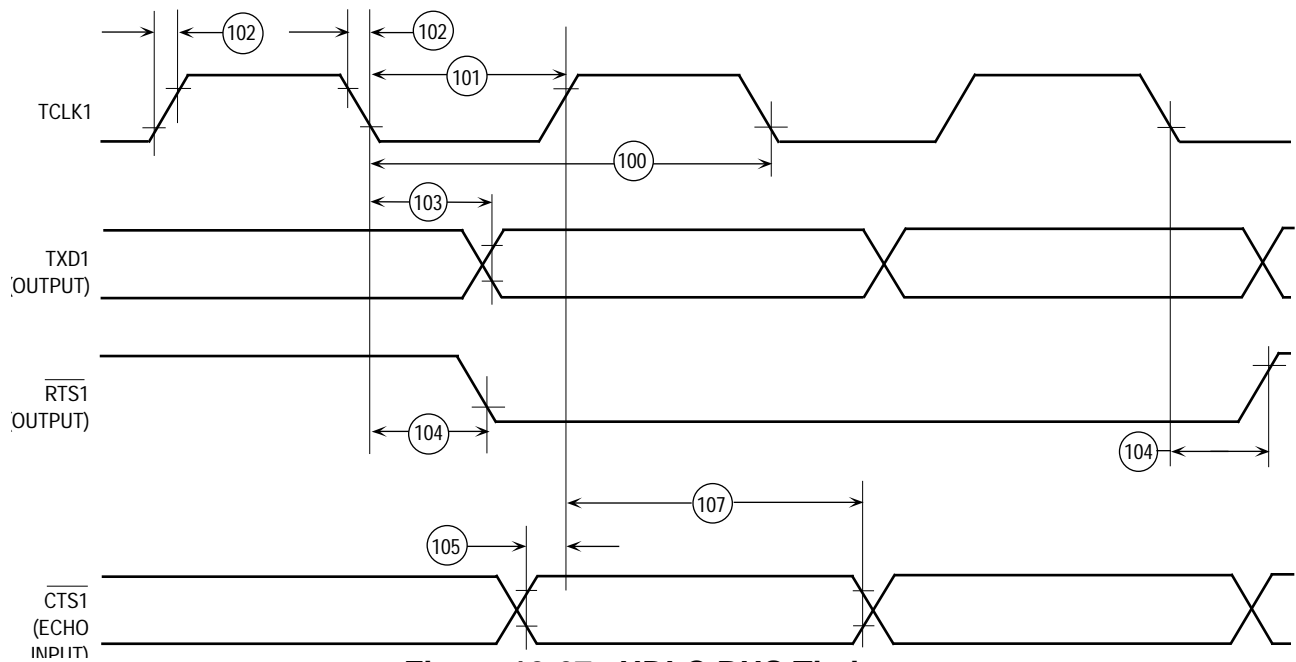 102
102
101
TCLK1
100
103
TXD1
(OUTPUT)
RTS1
(OUTPUT)
104
104
107
105
CTS1
(ECHO
INPUT)